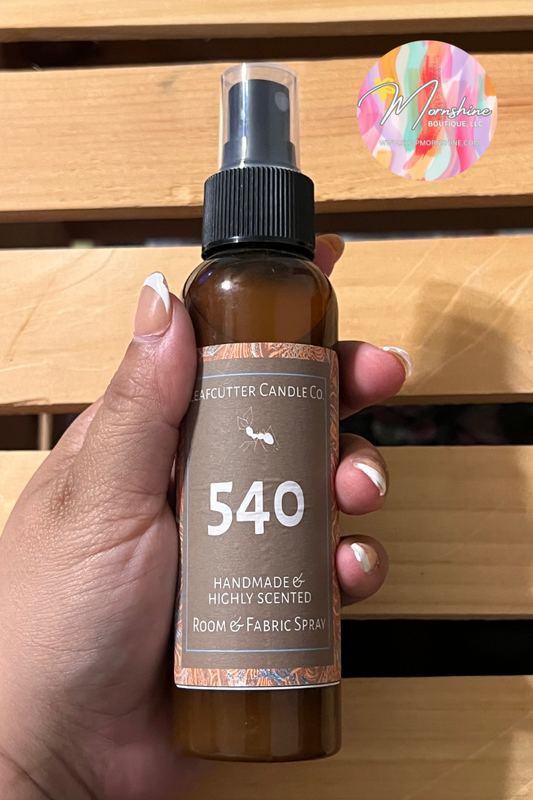 Mornshine
BOUTIQUE, LLC
LEAFCUTTER CANDLE CO.
540
HANDMADE &
HIGHLY SCENTED
ROOM & FABRIC SPRAY